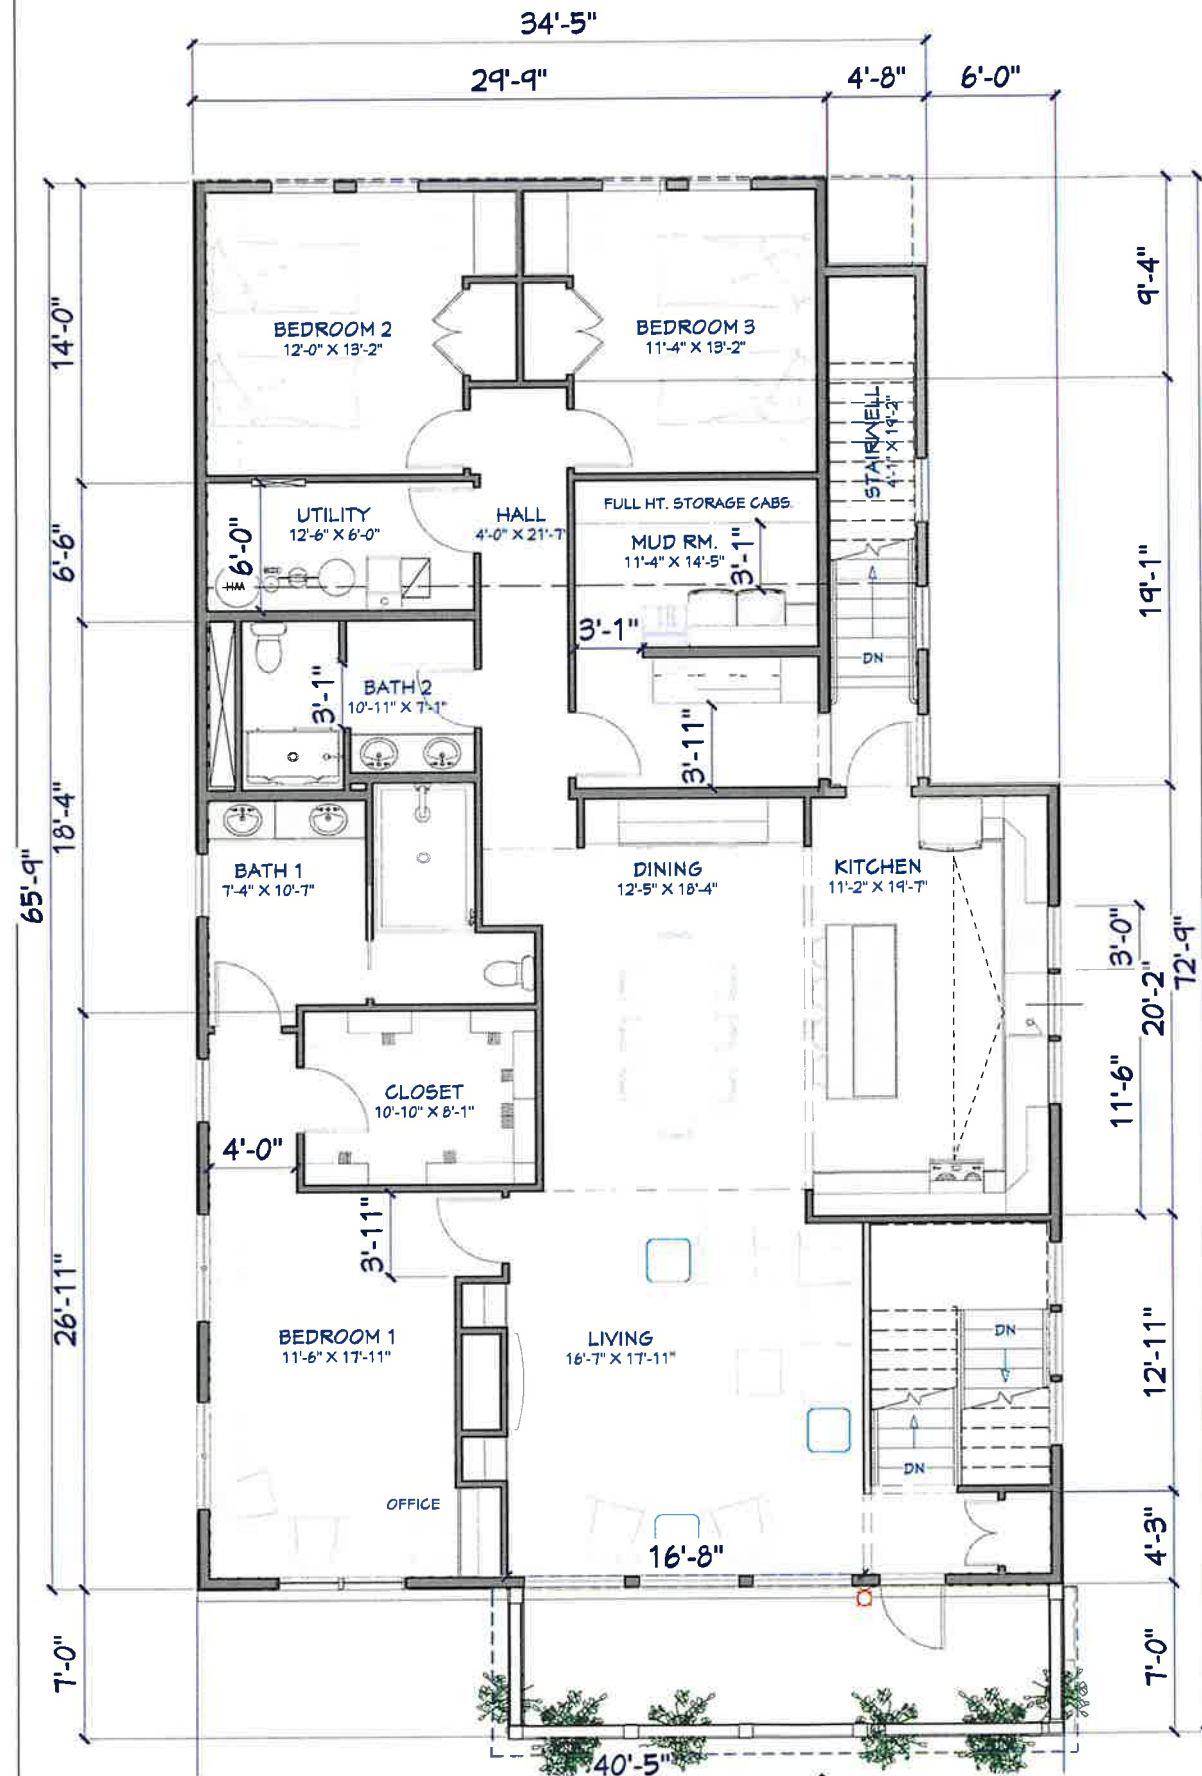 34'-5"
29'-9"
4'-8"
6'-0"
9'-4"
14'-0"
BEDROOM 2
12'-0" X 13'-2"
BEDROOM 3
11'-4" X 13'-2"
STAIRWELL
4'-1" X 19'-2"
FULL HT. STORAGE CABS.
UTILITY
12'-6" X 6'-0"
HALL
4'-0" X 21'-7"
MUD RM.
11'-4" X 14'-5"
3'-1"
6'-0"
6'-6"
19'-1"
WH
3'-1"
DN
BATH 2
10'-11" X 7'-1"
3'-1"
3'-11"
18'-4"
65'-9"
BATH 1
7'-4" X 10'-7"
DINING
12'-5" X 18'-4"
KITCHEN
11'-2" X 19'-7"
3'-0"
72'-9"
20'-2"
11'-6"
CLOSET
10'-10" X 8'-1"
4'-0"
3'-11"
26'-11"
BEDROOM 1
11'-6" X 17'-11"
LIVING
16'-7" X 17'-11"
DN
12'-11"
DN
OFFICE
4'-3"
16'-8"
7'-0"
7'-0"
40'-5"